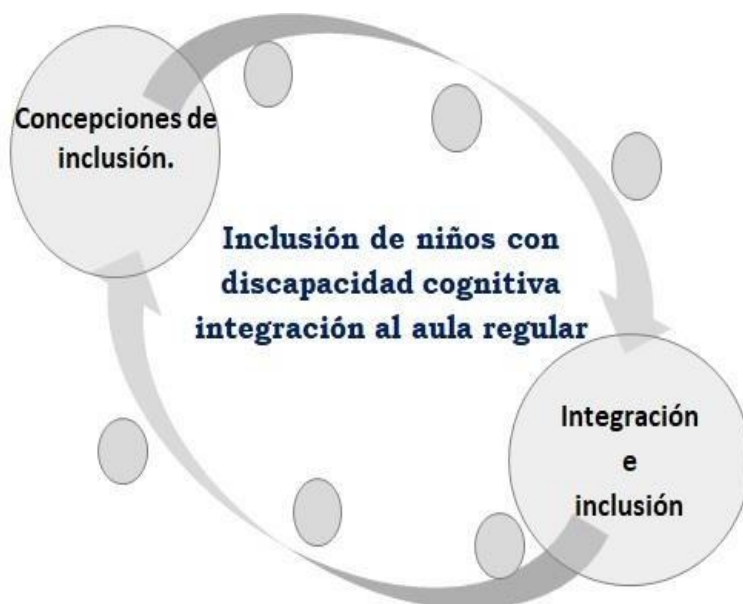 Concepciones de
inclusión.
Inclusión de niños con
discapacidad cognitiva
integración al aula regular
Integración
e
inclusión